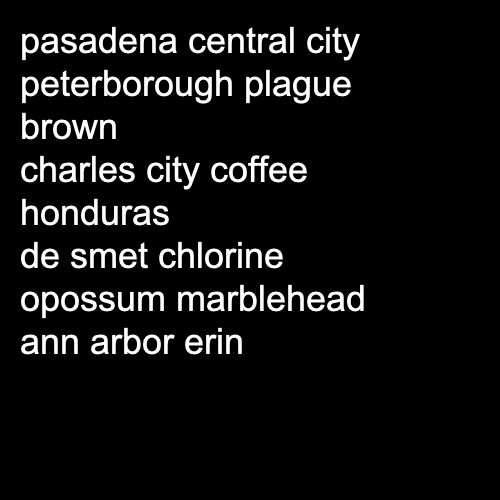 pasadena central city
peterborough plague
brown
charles city coffee
honduras
de smet chlorine
opossum marblehead
ann arbor erin